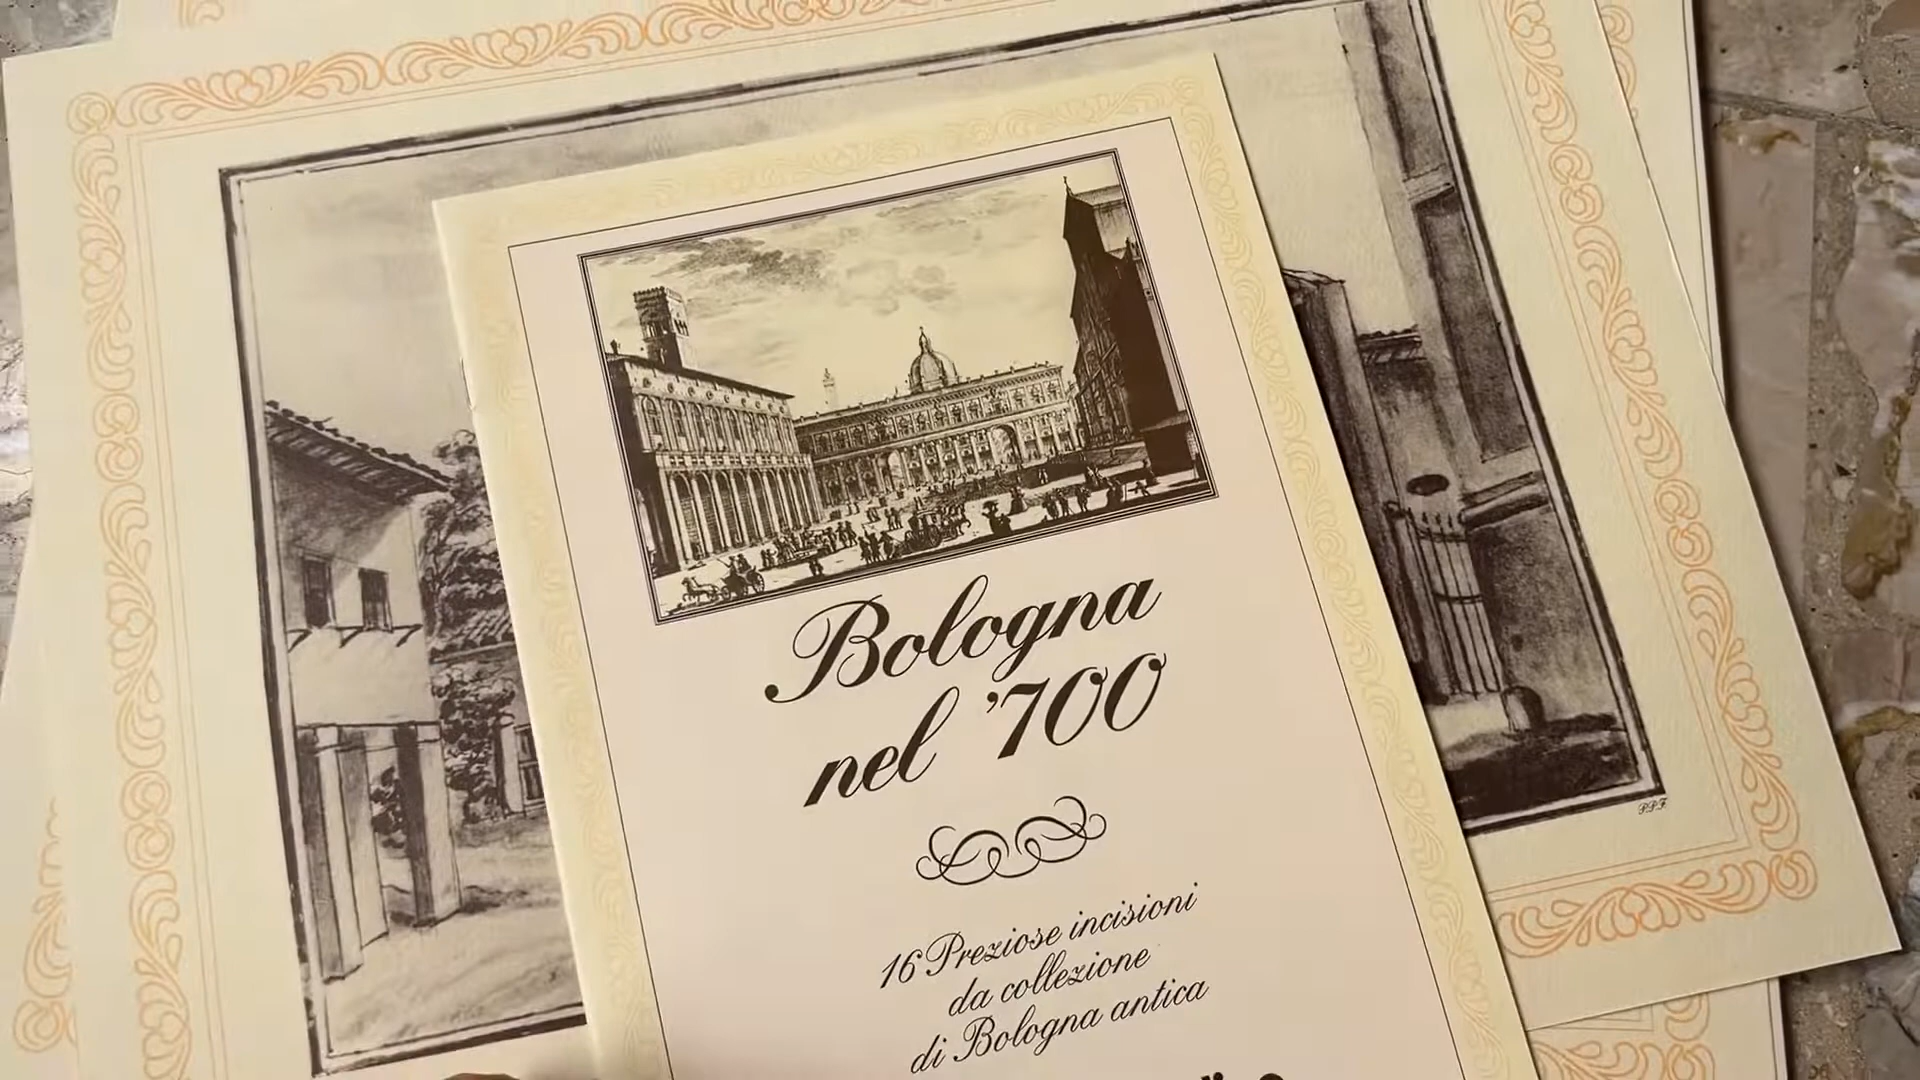 Bologna
nel '700
16 Preziose incisioni
da collezione
di Bologna antica
P.P.F.